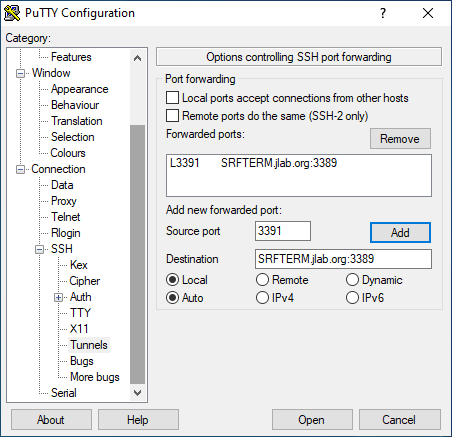 PuTTY Configuration
Category:
Features
Window
Appearance
Behaviour
Translation
Selection
Colours
Connection
Data
Proxy
Telnet
Rlogin
SSH
Kex
Cipher
Auth
TTY
X11
Tunnels
Bugs
More bugs
Serial
Options controlling SSH port forwarding
Port forwarding
Local ports accept connections from other hosts
Remote ports do the same (SSH-2 only)
Forwarded ports:
Remove
L3391 SRFTERM.jlab.org:3389
Add new forwarded port:
Source port 3391 Add
Destination SRFTERM.jlab.org:3389
Local Remote Dynamic
Auto IPv4 IPv6
About Help Open Cancel